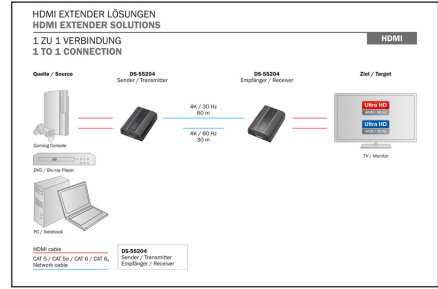 HDMI EXTENDER LÖSUNGEN
HDMI EXTENDER SOLUTIONS
1 ZU 1 VERBINDUNG
1 TO 1 CONNECTION
HDMI
Quelle / Source
DS-55204
Sender / Transmitter
DS-55204
Empfänger / Receiver
Ziel / Target
4K / 30 Hz
60 m
4K / 60 Hz
30 m
Ultra HD
Ultra HD
Gaming Console
DVD / Blu-ray Player
PC / Notebook
TV / Monitor
HDMI cable
CAT 5 / CAT 5e / CAT 6 / CAT 6A
Network cable
DS-55204
Sender / Transmitter
Empfänger / Receiver